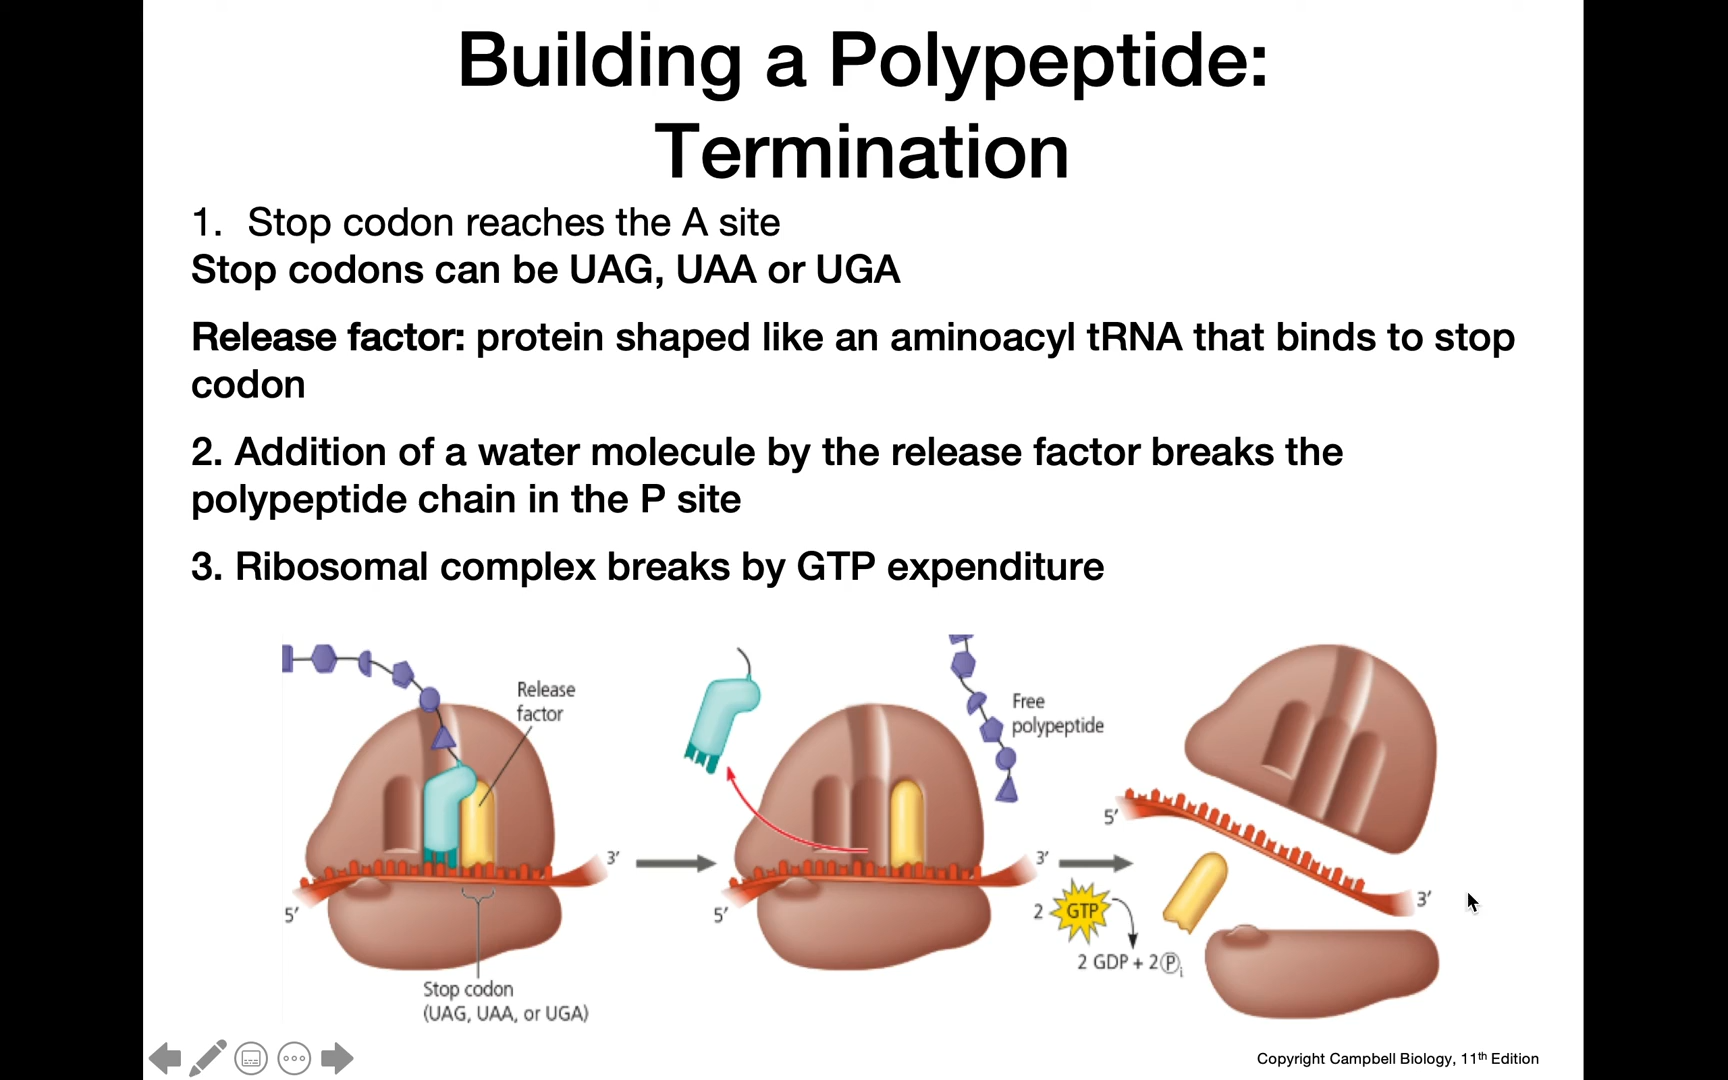 Building a Polypeptide:
Termination
1. Stop codon reaches the A site
Stop codons can be UAG, UAA or UGA
Release factor: protein shaped like an aminoacyl tRNA that binds to stop
codon
2. Addition of a water molecule by the release factor breaks the
polypeptide chain in the P site
3. Ribosomal complex breaks by GTP expenditure
Release
factor
3′
5′
Stop codon
(UAG, UAA, or UGA)
Free
polypeptide
3′
5′
2 GTP
2 GDP + 2 Pi
5′
3′
Copyright Campbell Biology, 11th Edition